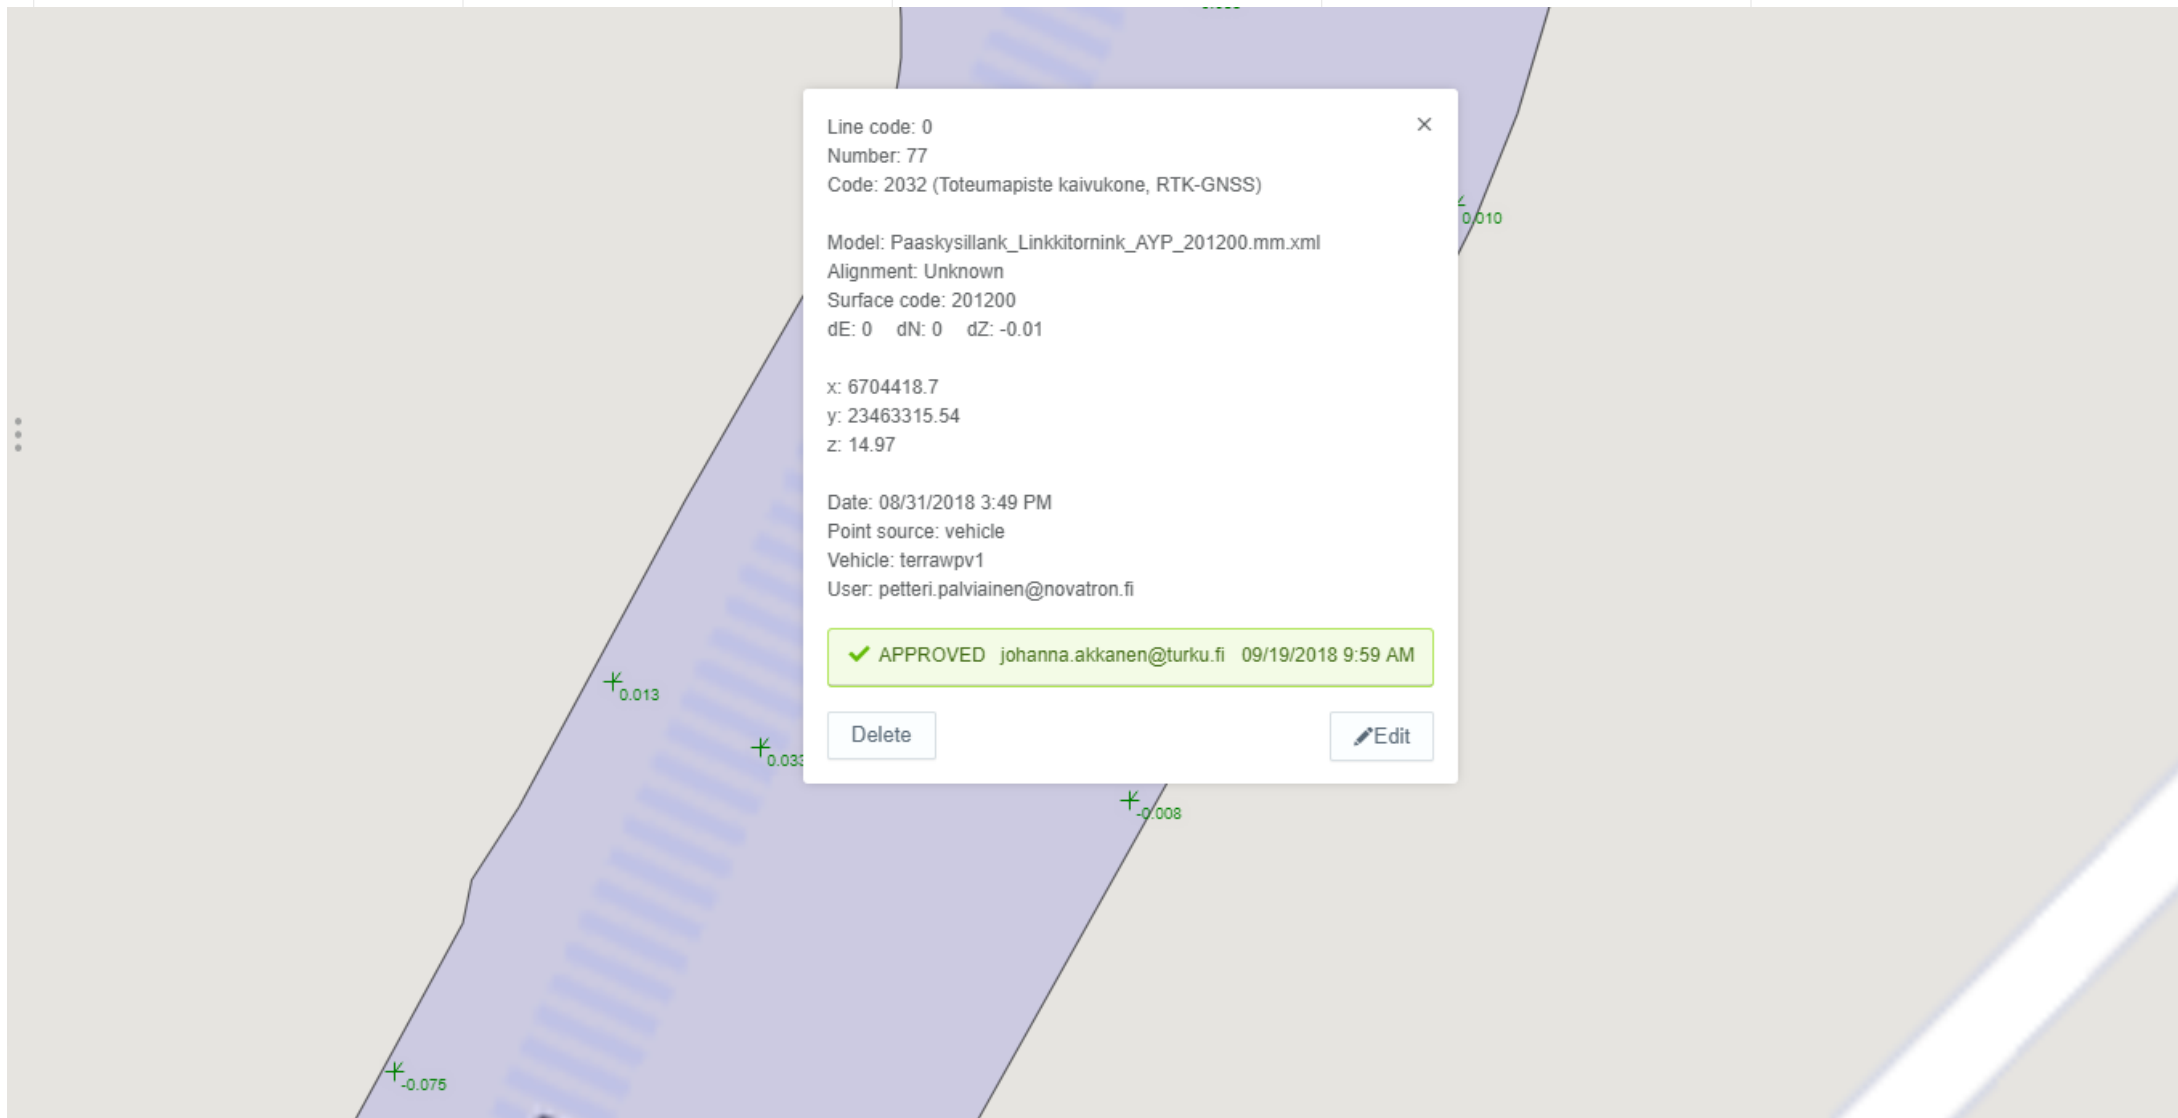 Line code: 0
Number: 77
Code: 2032 (Toteumapiste kaivukone, RTK-GNSS)
0.010
Model: Paaskysillank_Linkkitornink_AYP_201200.mm.xml
Alignment: Unknown
Surface code: 201200
dE: 0 dN: 0 dZ: -0.01
x: 6704418.7
y: 23463315.54
z: 14.97
Date: 08/31/2018 3:49 PM
Point source: vehicle
Vehicle: terrawpv1
User: petteri.palviainen@novatron.fi
APPROVED johanna.akkanen@turku.fi 09/19/2018 9:59 AM
0.013
Delete
Edit
0.033
-0.008
-0.075